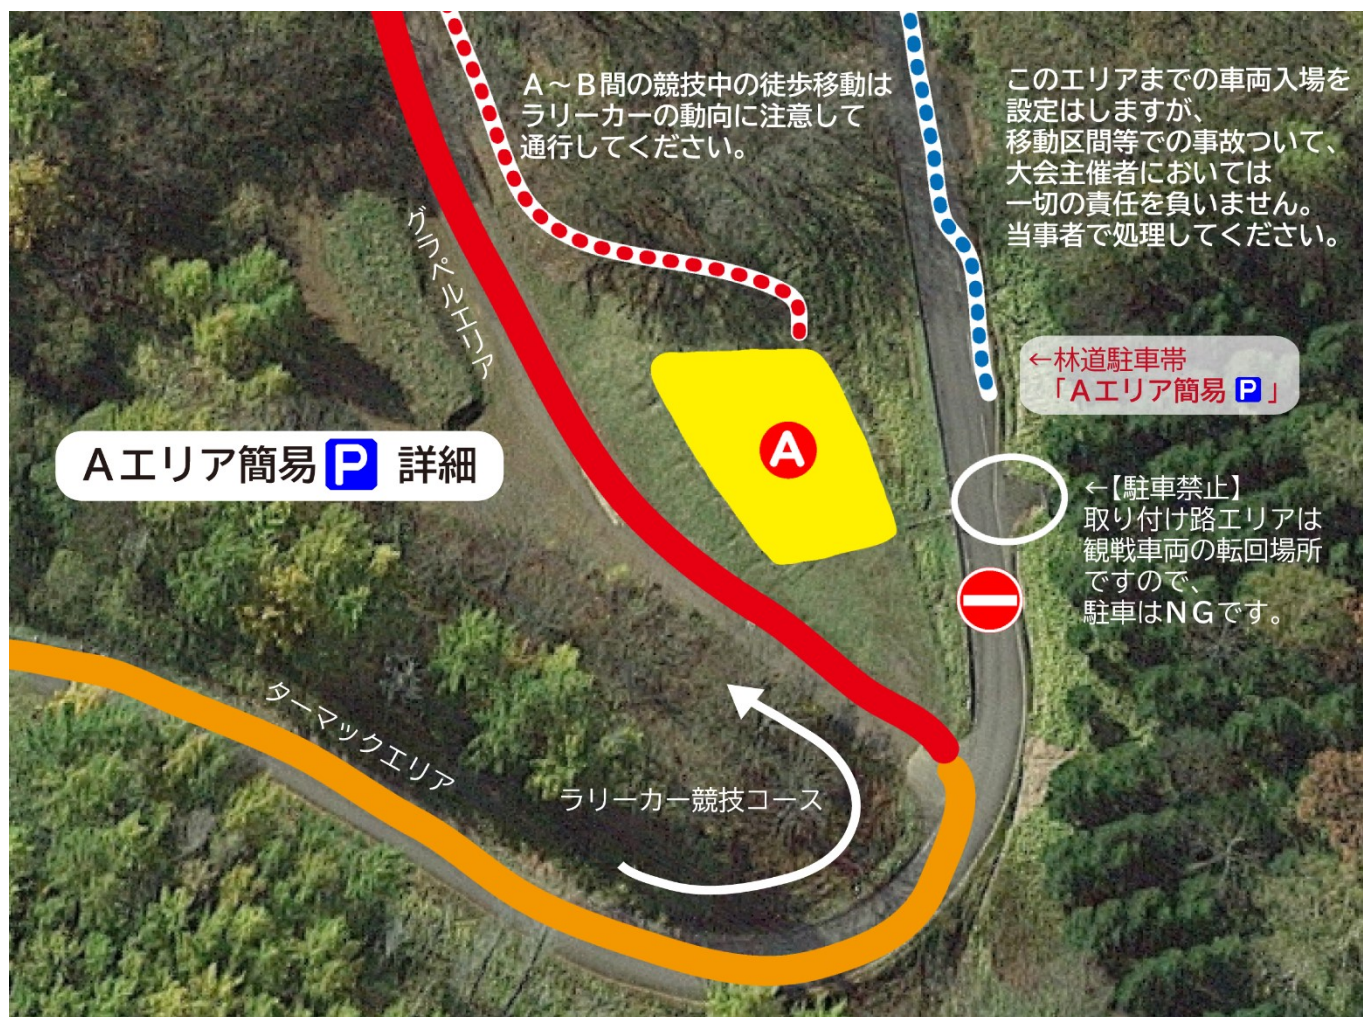 A～B間の競技中の徒歩移動は
ラリーカーの動向に注意して
通行してください。
このエリアまでの車両入場を
設定はしますが、
移動区間等での事故ついて、
大会主催者においては
一切の責任を負いません。
当事者で処理してください。
グラベルエリア
←林道駐車帯
「Aエリア簡易 P 」
A
Aエリア簡易 P 詳細
←【駐車禁止】
取り付け路エリアは
観戦車両の転回場所
ですので、
駐車はNGです。
ターマックエリア
ラリーカー競技コース